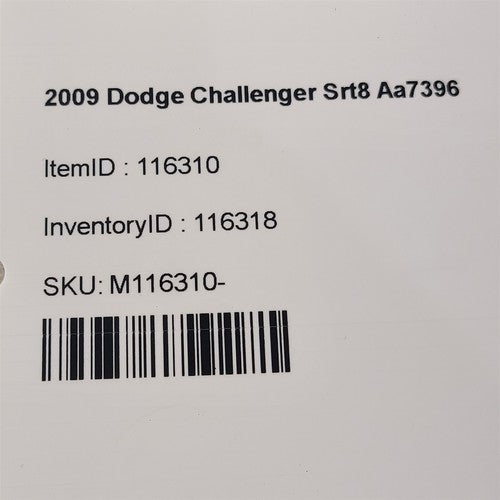 2009 Dodge Challenger Srt8 Aa7396
ItemID : 116310
InventoryID : 116318
SKU: M116310-